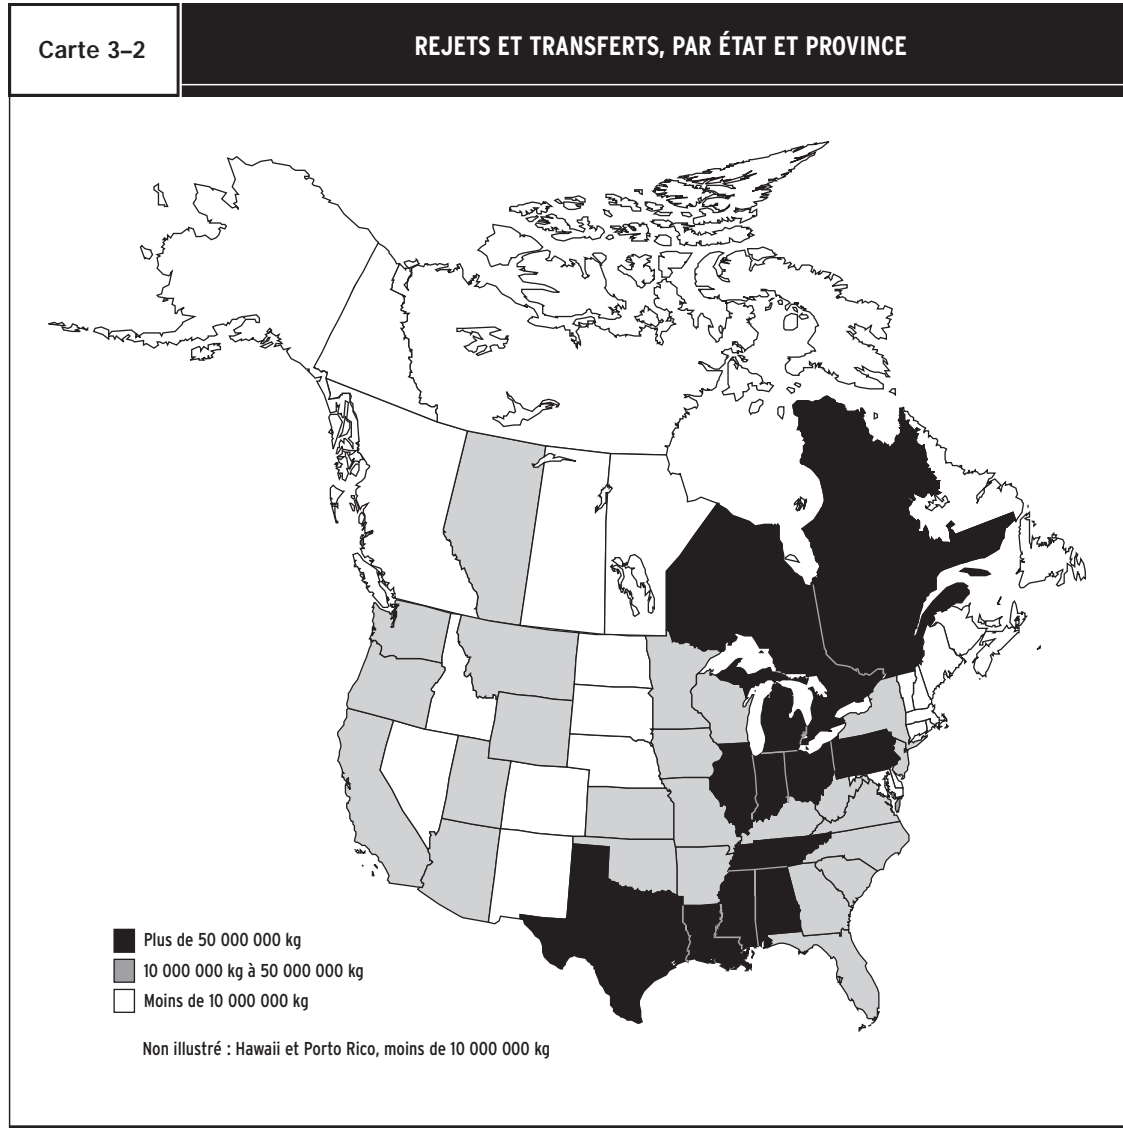 Carte 3–2
REJETS ET TRANSFERTS, PAR ÉTAT ET PROVINCE
Plus de 50 000 000 kg
10 000 000 kg à 50 000 000 kg
Moins de 10 000 000 kg
Non illustré : Hawaii et Porto Rico, moins de 10 000 000 kg